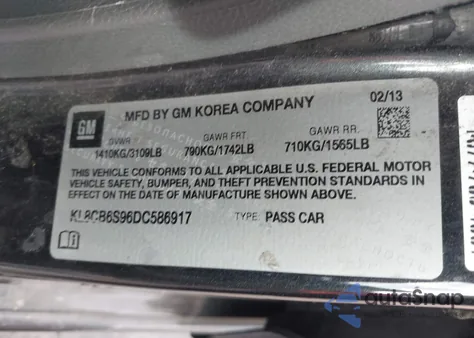 MFD BY GM KOREA COMPANY 02/13
GM
GVWR GAWR FRT. GAWR RR.
1410KG/3109LB 790KG/1742LB 710KG/1565LB
THIS VEHICLE CONFORMS TO ALL APPLICABLE U.S. FEDERAL MOTOR
VEHICLE SAFETY, BUMPER, AND THEFT PREVENTION STANDARDS IN
EFFECT ON THE DATE OF MANUFACTURE SHOWN ABOVE.
KL8CB6S96DC586917 TYPE: PASS CAR
autoSnap